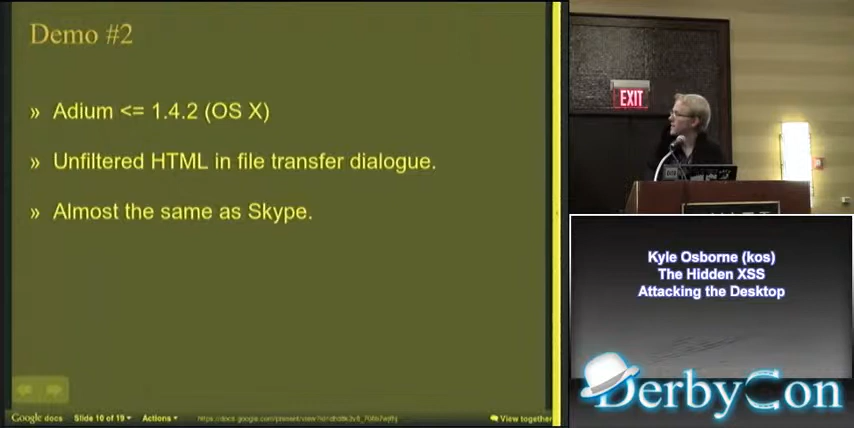 Demo #2
» Adium <= 1.4.2 (OS X)
» Unfiltered HTML in file transfer dialogue.
» Almost the same as Skype.
Google docs Slide 10 of 19 Actions View together
EXIT
Kyle Osborne (kos)
The Hidden XSS
Attacking the Desktop
DerbyCon